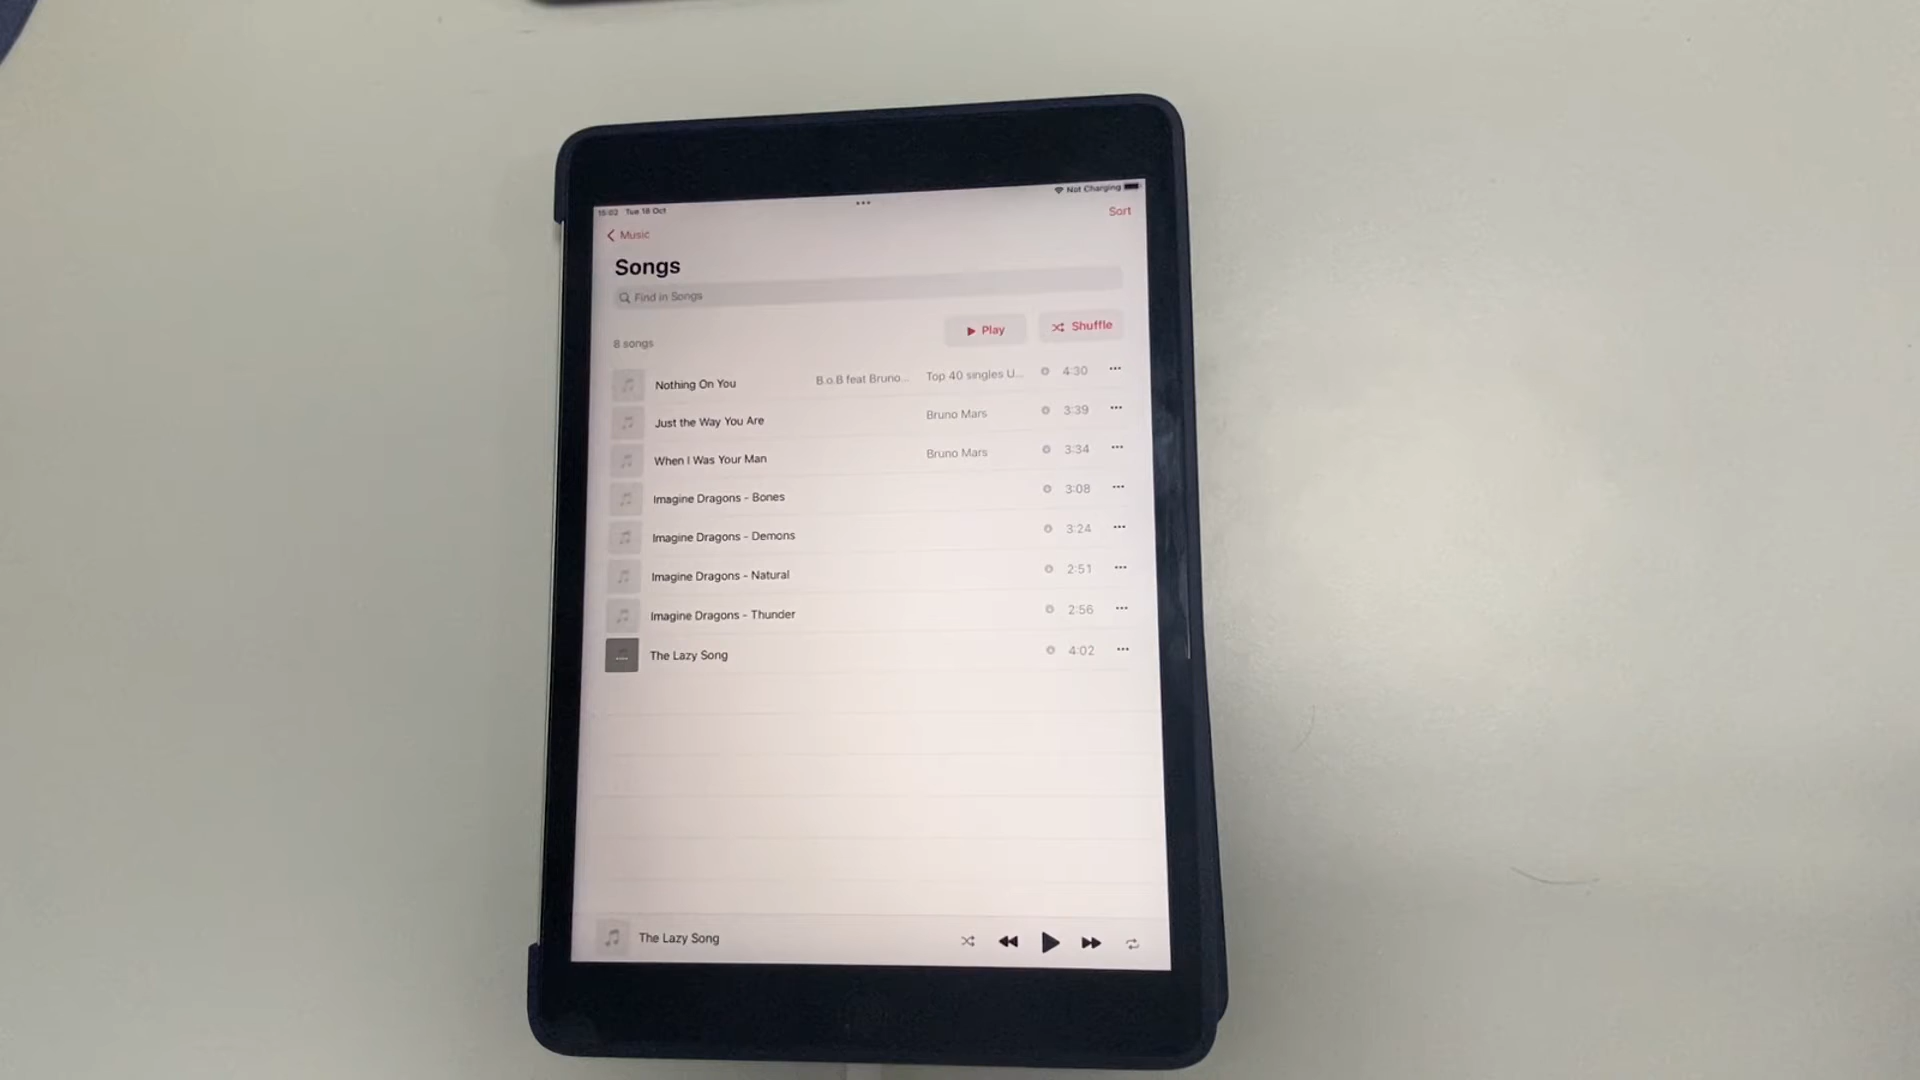 15:02 Tue 18 Oct Not Charging
Music Sort
Songs
Find in Songs
8 songs Play Shuffle
Nothing On You B.o.B feat Bruno... Top 40 singles U... 4:30
Just the Way You Are Bruno Mars 3:39
When I Was Your Man Bruno Mars 3:34
Imagine Dragons - Bones 3:08
Imagine Dragons - Demons 3:24
Imagine Dragons - Natural 2:51
Imagine Dragons - Thunder 2:56
The Lazy Song 4:02
The Lazy Song